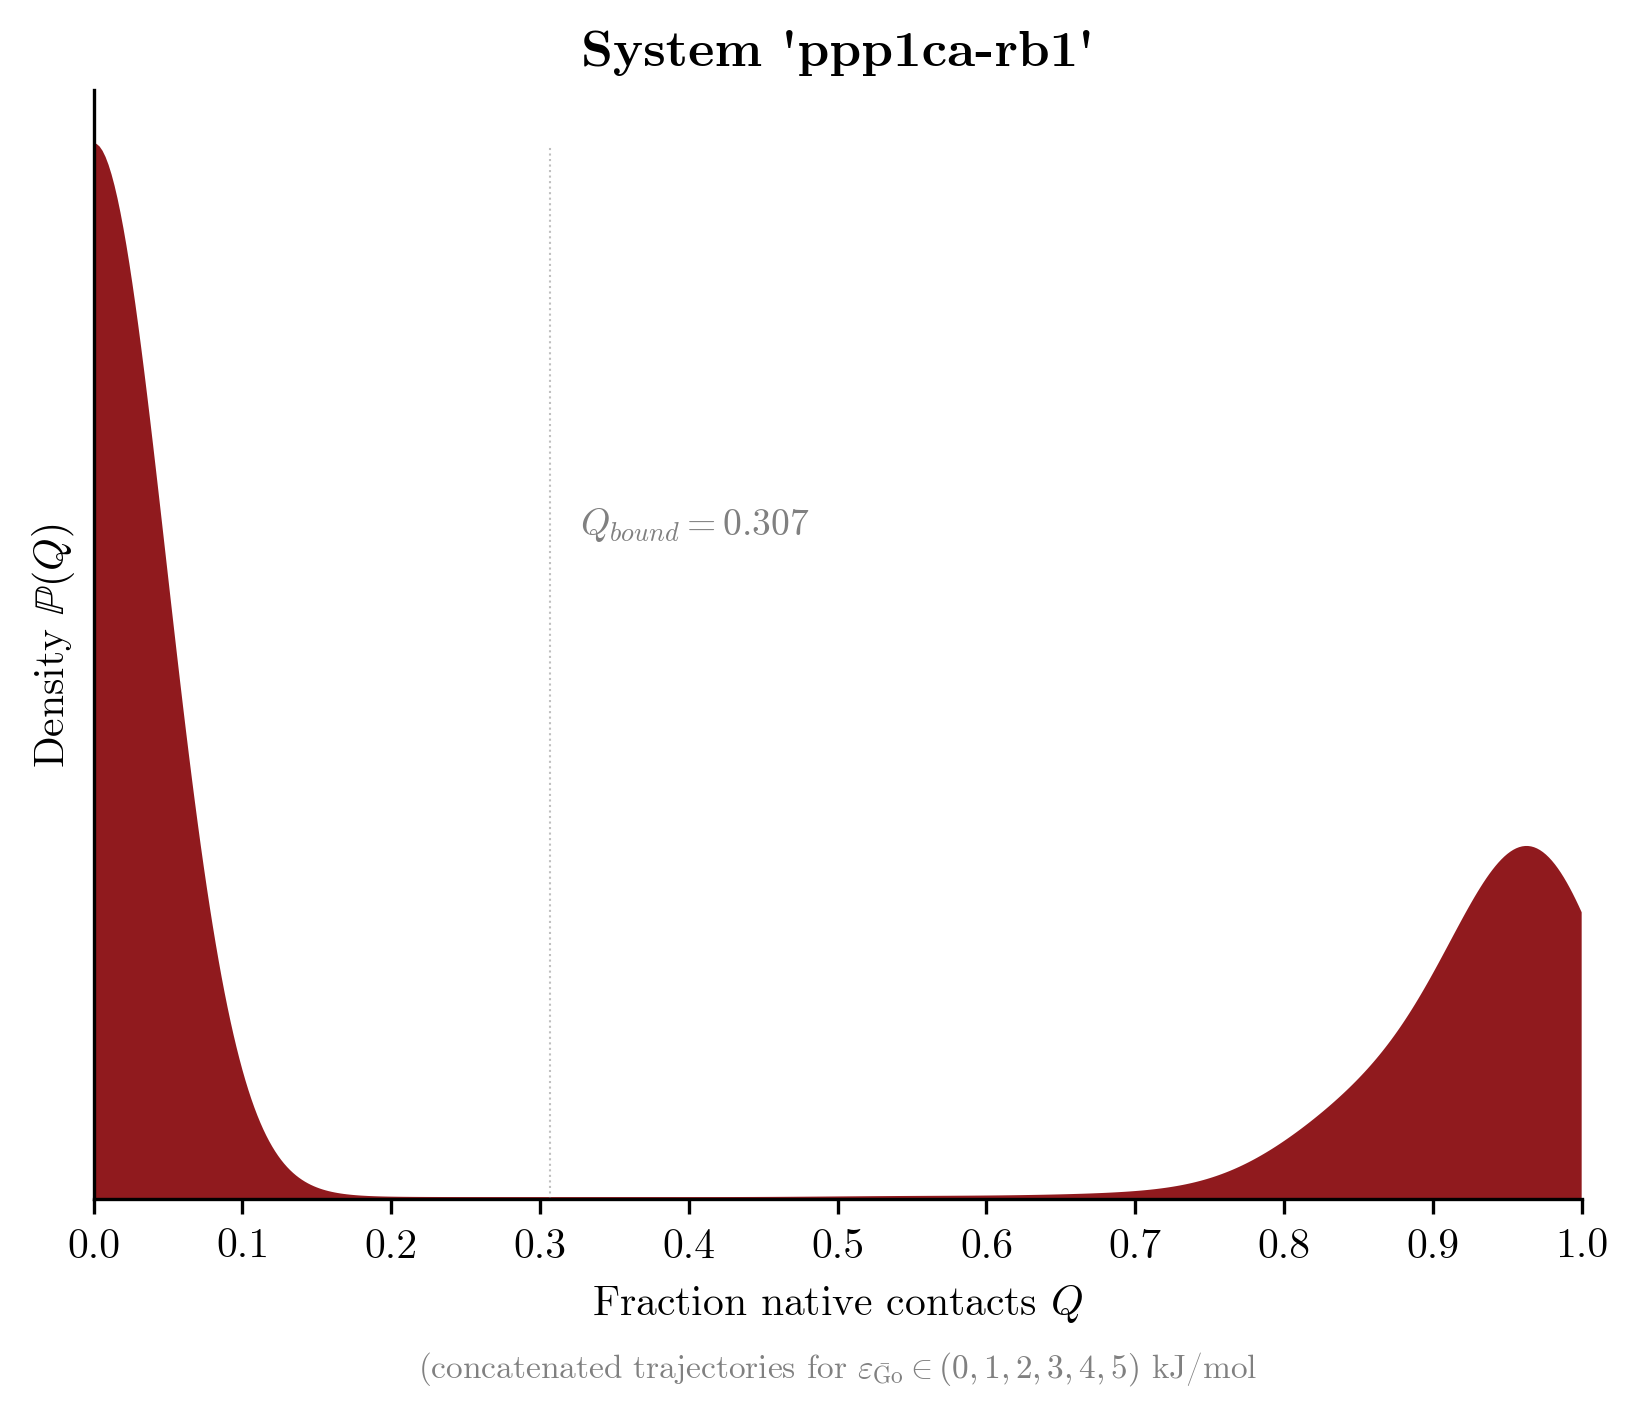 System 'ppp1ca-rb1'
Density ℙ(Q)
Q_bound = 0.307
0.0 0.1 0.2 0.3 0.4 0.5 0.6 0.7 0.8 0.9 1.0
Fraction native contacts Q
(concatenated trajectories for ε_Ḡo ∈ (0, 1, 2, 3, 4, 5) kJ/mol